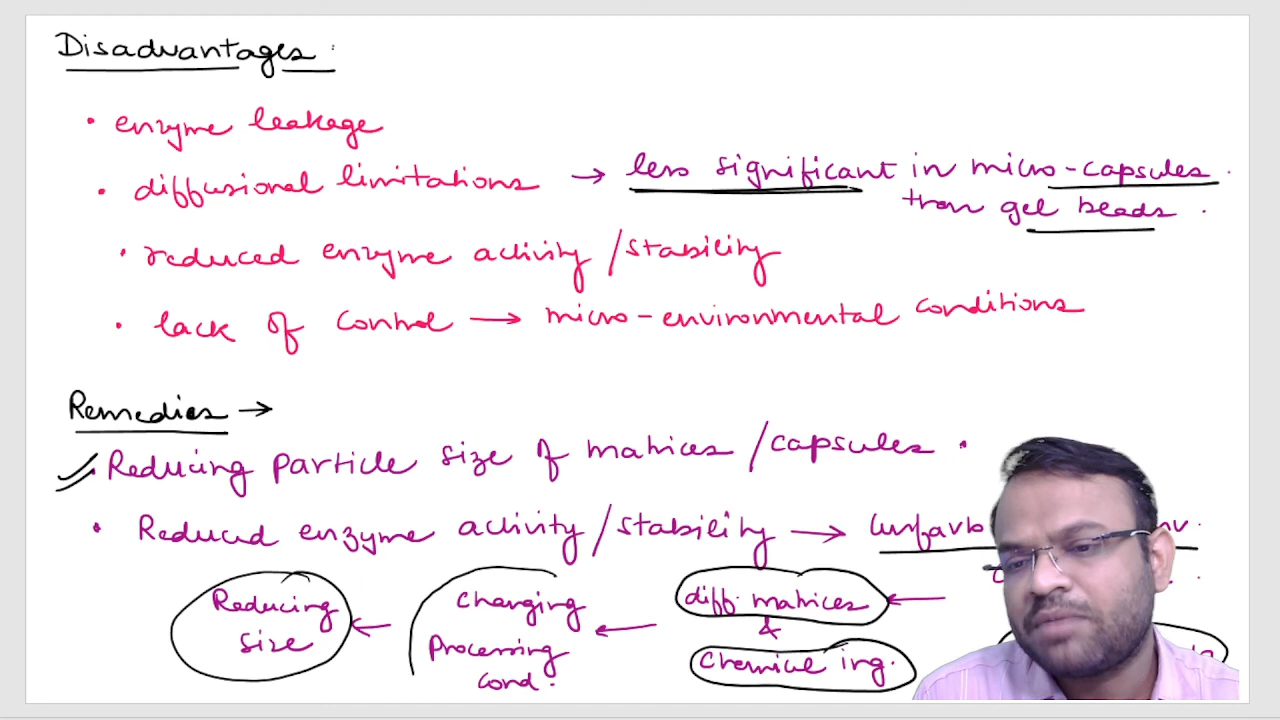 Disadvantages :
• enzyme leakage
• diffusional limitations → less significant in micro-capsules
than gel beads .
• reduced enzyme activity/stability
• lack of control → micro-environmental conditions
Remedies →
• Reducing particle size of matrices/capsules .
• Reduced enzyme activity/stability →
Reducing size ← Changing Processing cond. ← diff. matrices & Chemical ing. ←